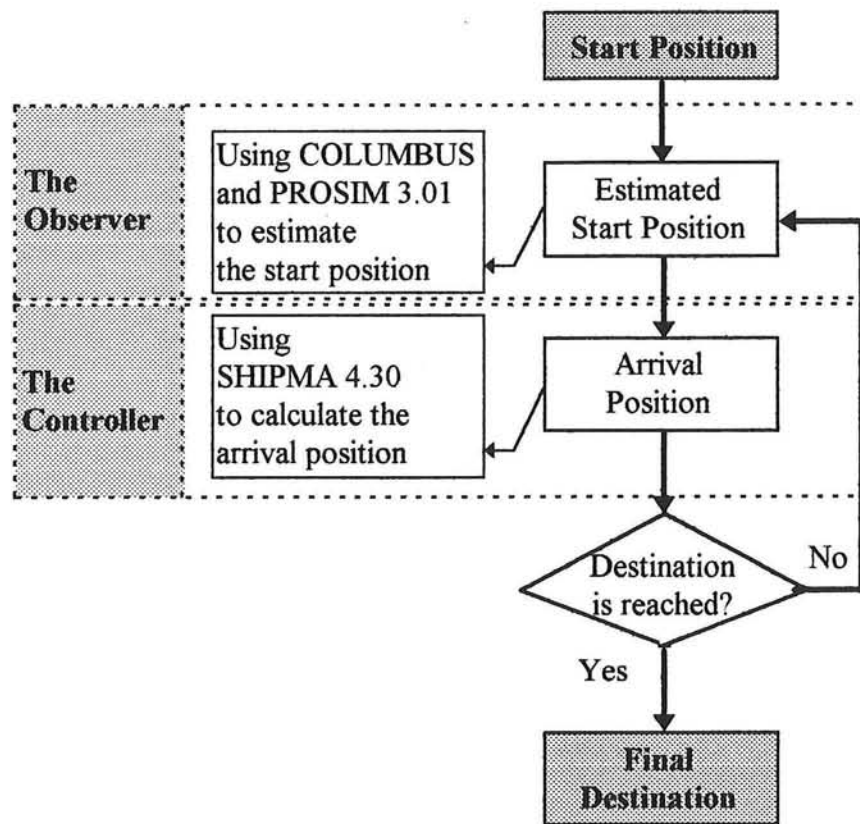 Start Position
The
Observer
Using COLUMBUS
and PROSIM 3.01
to estimate
the start position
Estimated
Start Position
The
Controller
Using
SHIPMA 4.30
to calculate the
arrival position
Arrival
Position
Destination
is reached?
No
Yes
Final
Destination